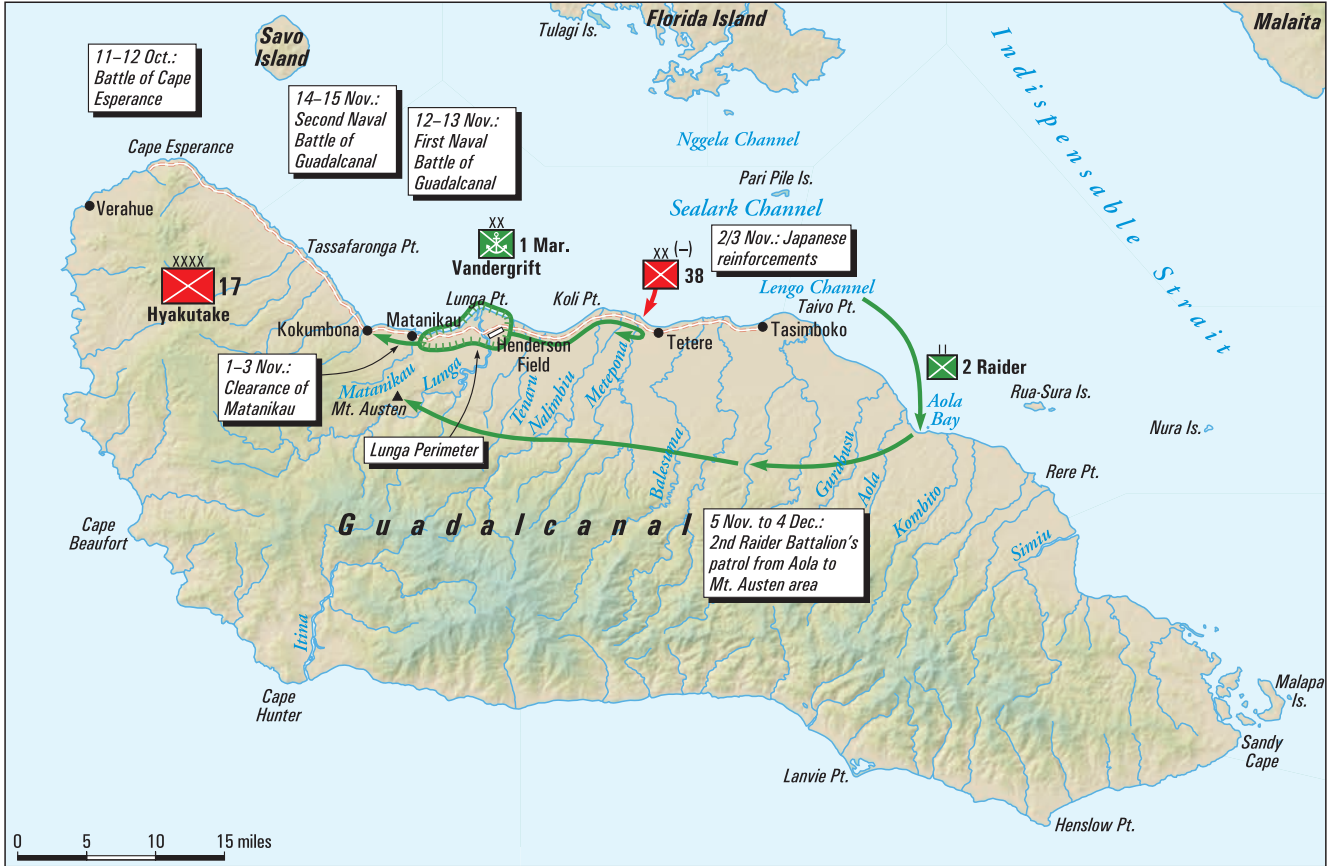 Savo
Island
Tulagi Is.
Florida Island
Malaita
11–12 Oct.:
Battle of Cape
Esperance
14–15 Nov.:
Second Naval
Battle of
Guadalcanal
12–13 Nov.:
First Naval
Battle of
Guadalcanal
Indispensable Strait
Nggela Channel
Cape Esperance
Pari Pile Is.
Sealark Channel
Verahue
Tassafaronga Pt.
XX
1 Mar.
Vandergrift
XX (–)
38
2/3 Nov.: Japanese
reinforcements
XXXX
17
Hyakutake
Lunga Pt.
Koli Pt.
Lengo Channel
Taivo Pt.
Kokumbona
Matanikau
Henderson
Field
Tetere
Tasimboko
1–3 Nov.:
Clearance of
Matanikau
Matanikau
Lunga
Tenaru
Nalimbiu
Metepona
II
2 Raider
Mt. Austen
Aola
Bay
Rua-Sura Is.
Nura Is.
Lunga Perimeter
Balesuma
Gurabusu
Aola
Kombito
Rere Pt.
Simiu
Cape
Beaufort
Guadalcanal
5 Nov. to 4 Dec.:
2nd Raider Battalion’s
patrol from Aola to
Mt. Austen area
Itina
Cape
Hunter
Malapa
Is.
Sandy
Cape
Lanvie Pt.
Henslow Pt.
0 5 10 15 miles